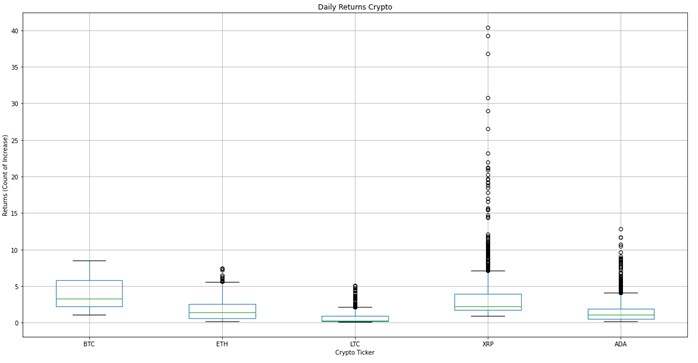 Daily Returns Crypto
40
35
30
25
20
15
10
5
0
Returns (Count of Increase)
BTC ETH LTC XRP ADA
Crypto Ticker